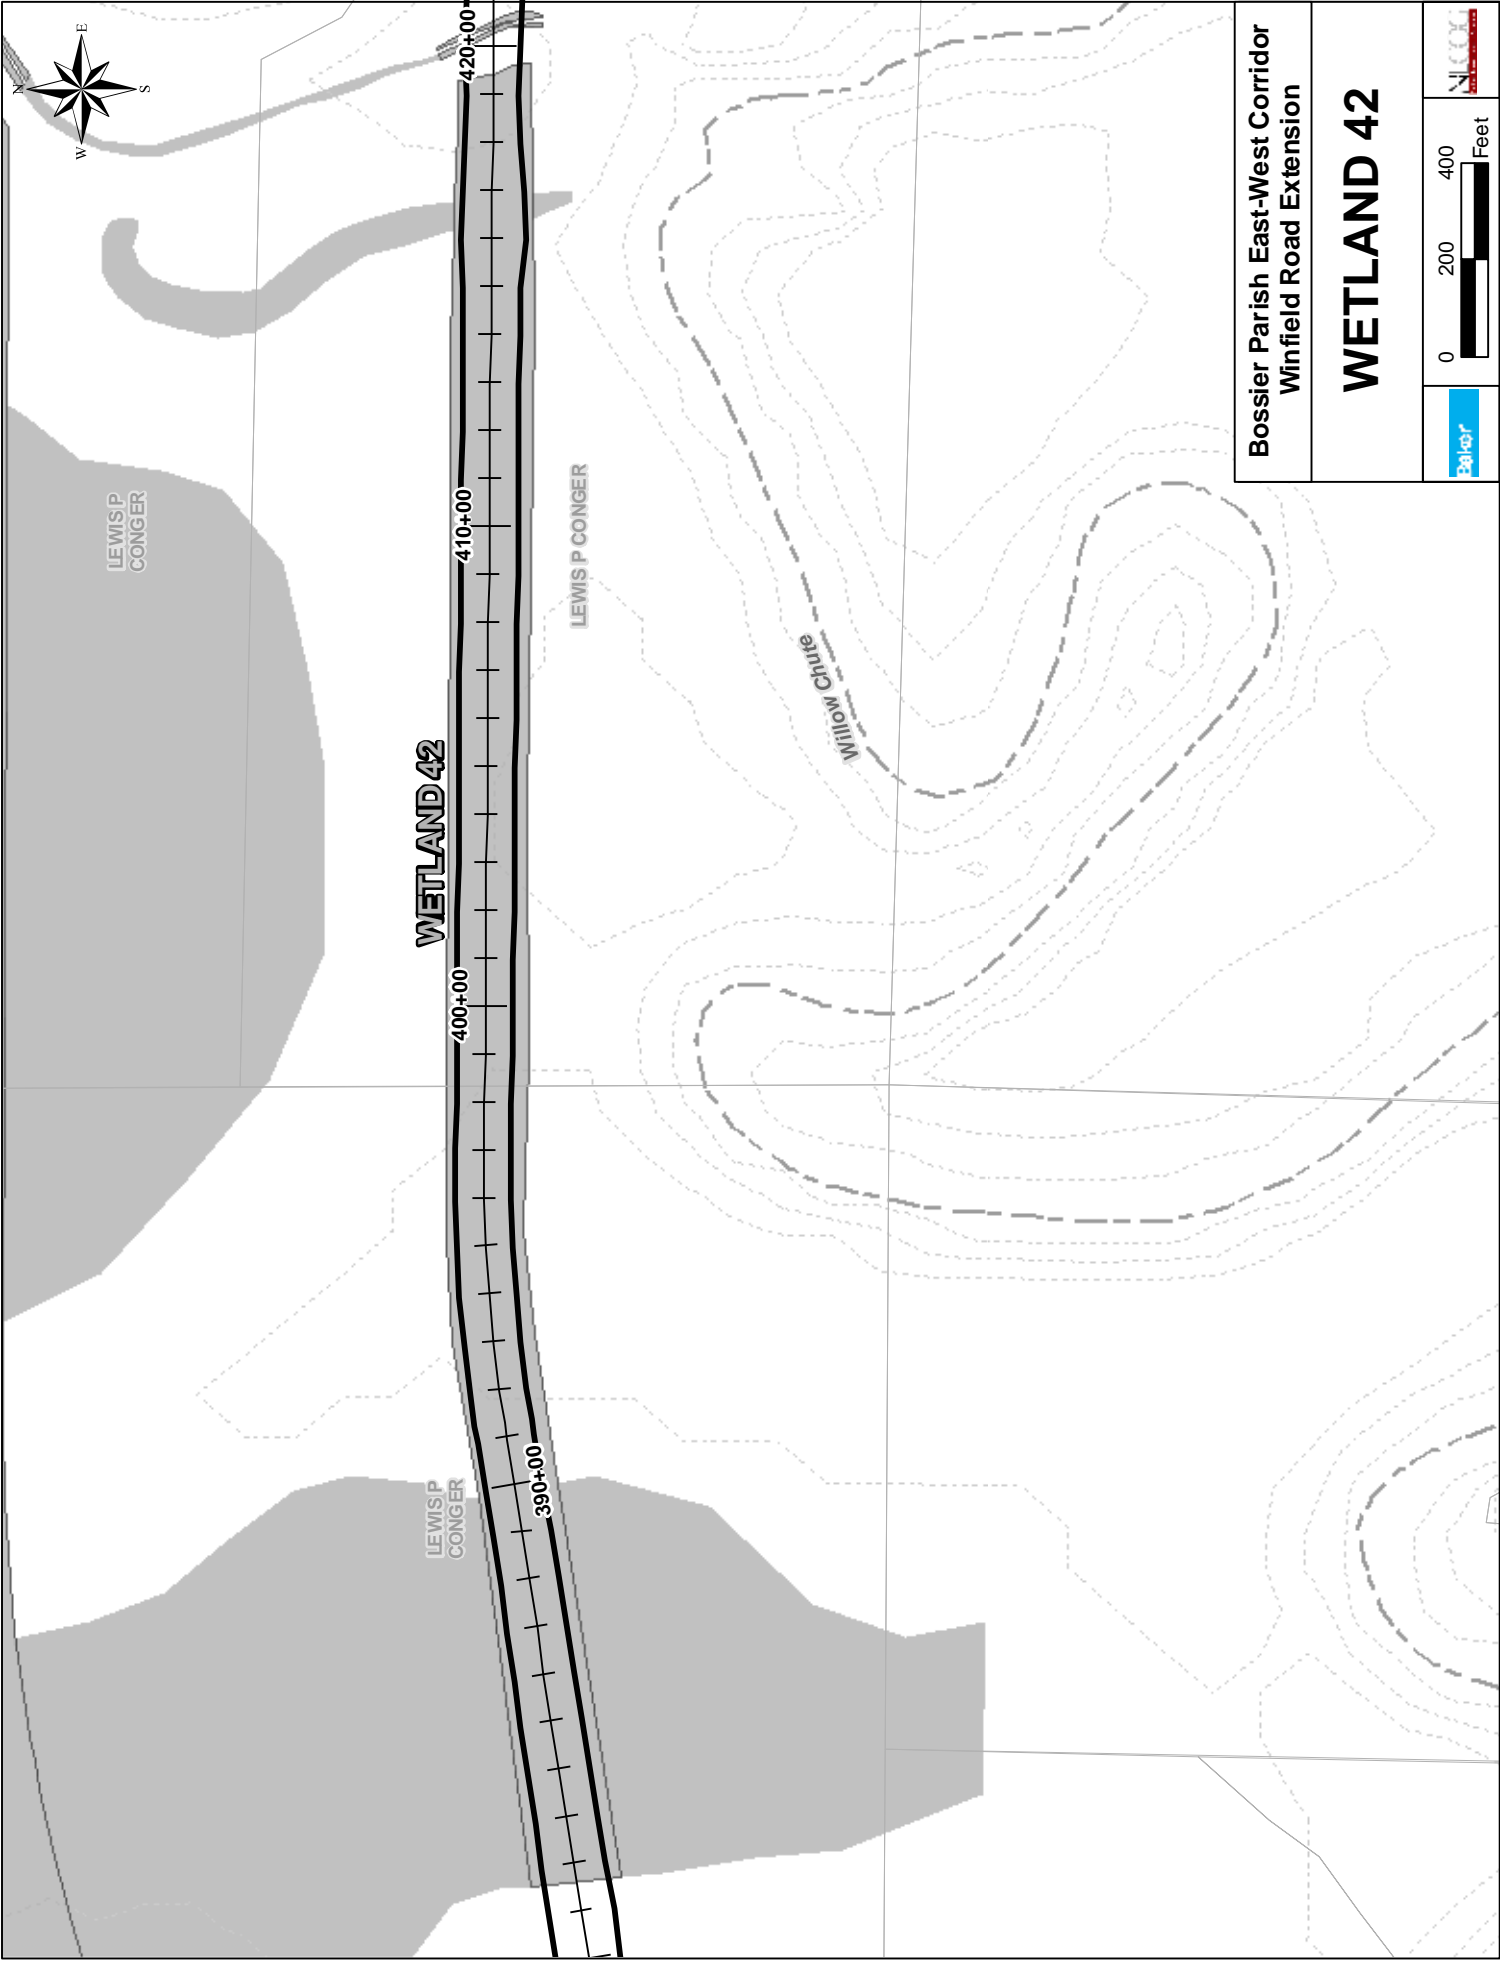 N
E
S
W
LEWIS P
CONGER
WETLAND 42
LEWIS P CONGER
LEWIS P
CONGER
390+00
400+00
410+00
420+00
Willow Chute
Bossier Parish East-West Corridor
Winfield Road Extension
WETLAND 42
Baker
0 200 400
Feet